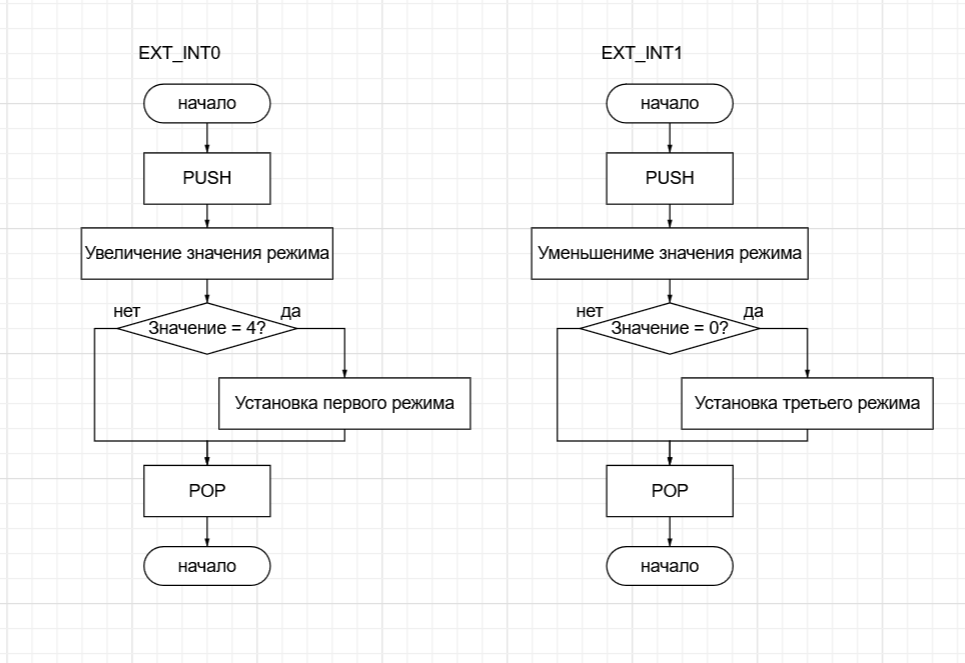 EXT_INT0
начало
PUSH
Увеличение значения режима
нет
да
Значение = 4?
Установка первого режима
POP
начало
EXT_INT1
начало
PUSH
Уменьшениме значения режима
нет
да
Значение = 0?
Установка третьего режима
POP
начало